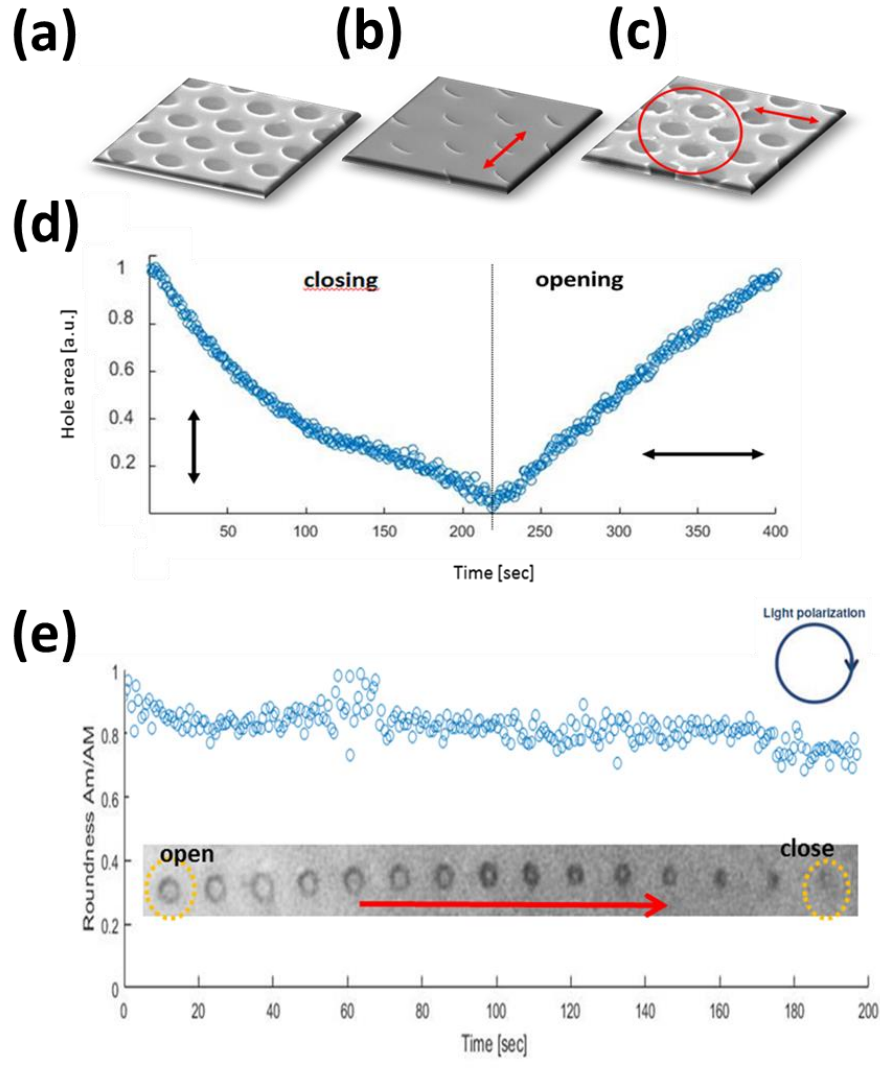 (a)
(b)
(c)
(d)
closing
opening
1
0.8
0.6
0.4
0.2
Hole area [a.u.]
50
100
150
200
250
300
350
400
Time [sec]
(e)
Light polarization
1
0.8
0.6
0.4
0.2
0
Roundness Am/AM
open
close
0
20
40
60
80
100
120
140
160
180
200
Time [sec]